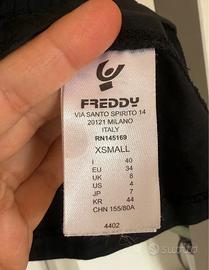 FREDDY
VIA SANTO SPIRITO 14
20121 MILANO
ITALY
RN145169
XSMALL
I 40
EU 34
UK 8
US 4
JP 7
KR 44
CHN 155/80A
4402
subito